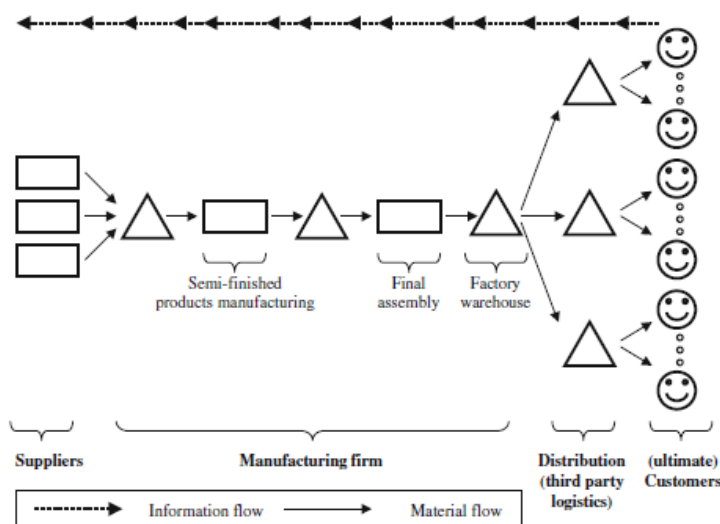 Semi-finished
products manufacturing
Final
assembly
Factory
warehouse
Suppliers
Manufacturing firm
Distribution
(third party
logistics)
(ultimate)
Customers
Information flow
Material flow